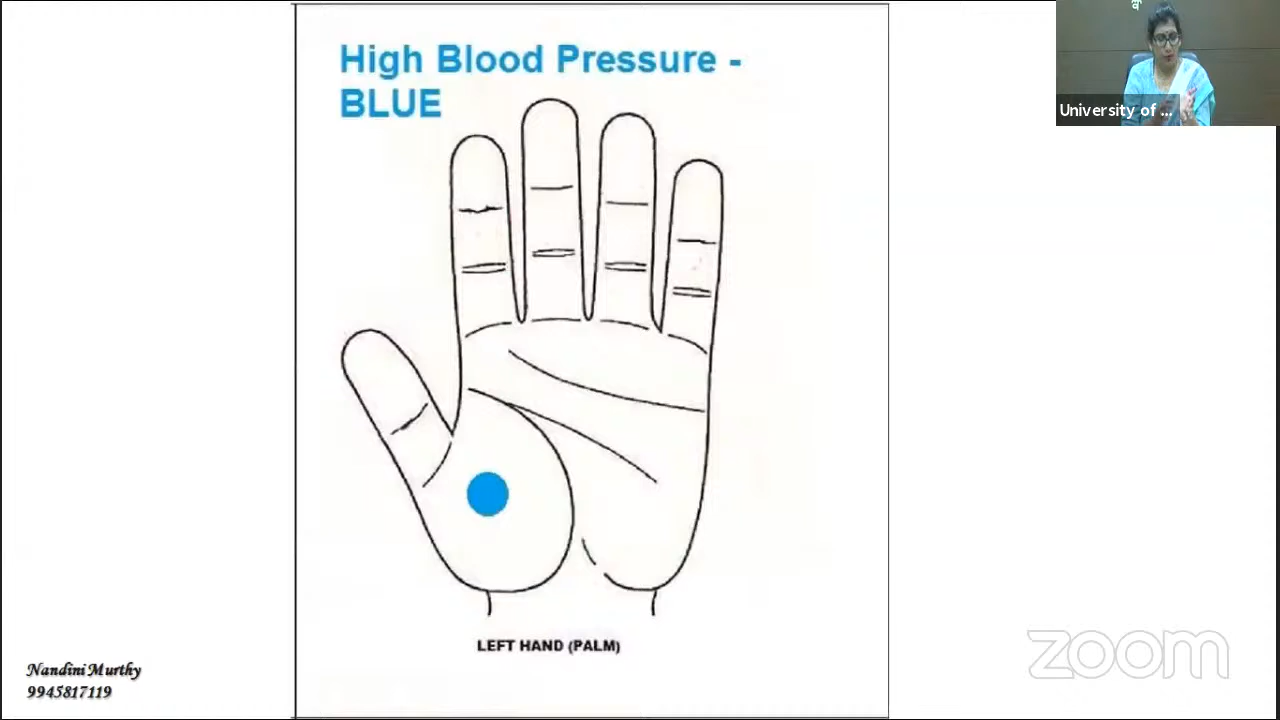 High Blood Pressure -
BLUE
University of ...
LEFT HAND (PALM)
Nandini Murthy
9945817119
zoom